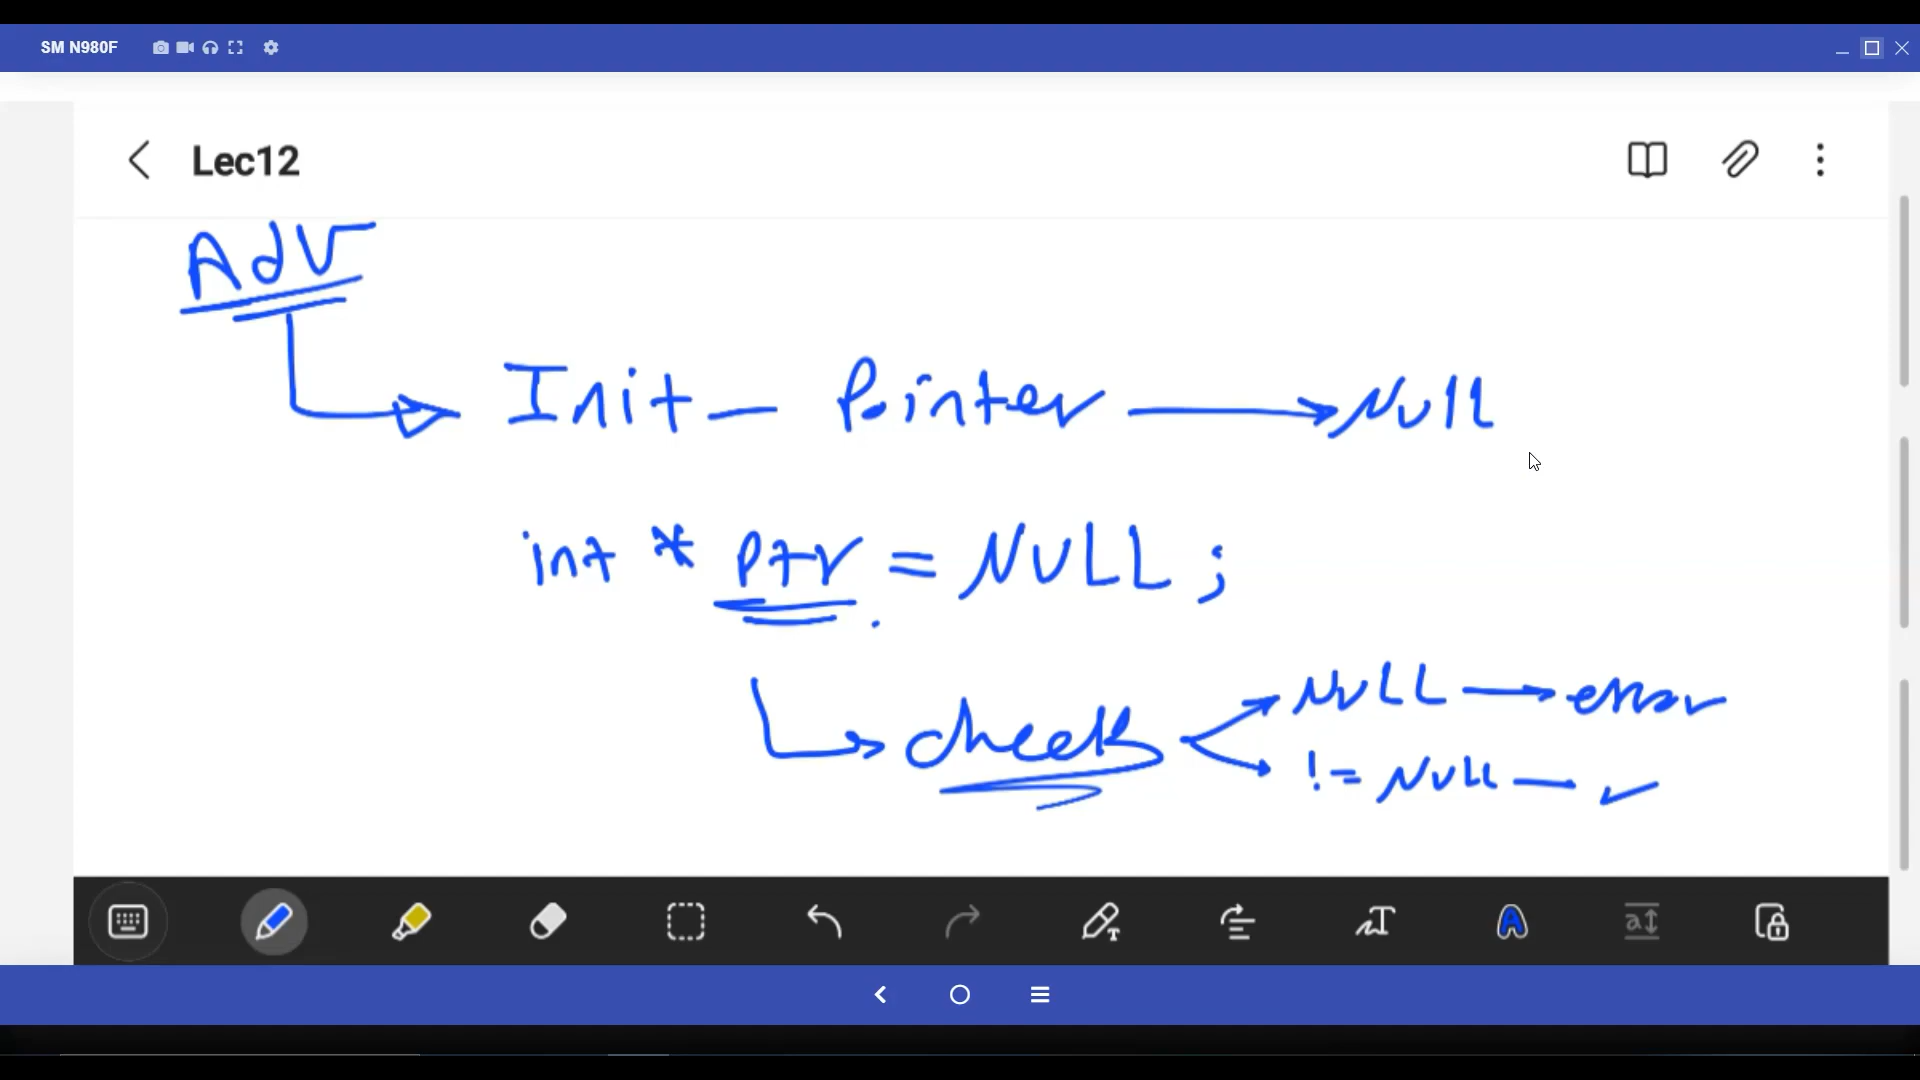 SM N980F
Lec12
Adv
Init - Pointer → Null
int * Ptr = NULL ;
check
NULL → error
!= NULL — ✓